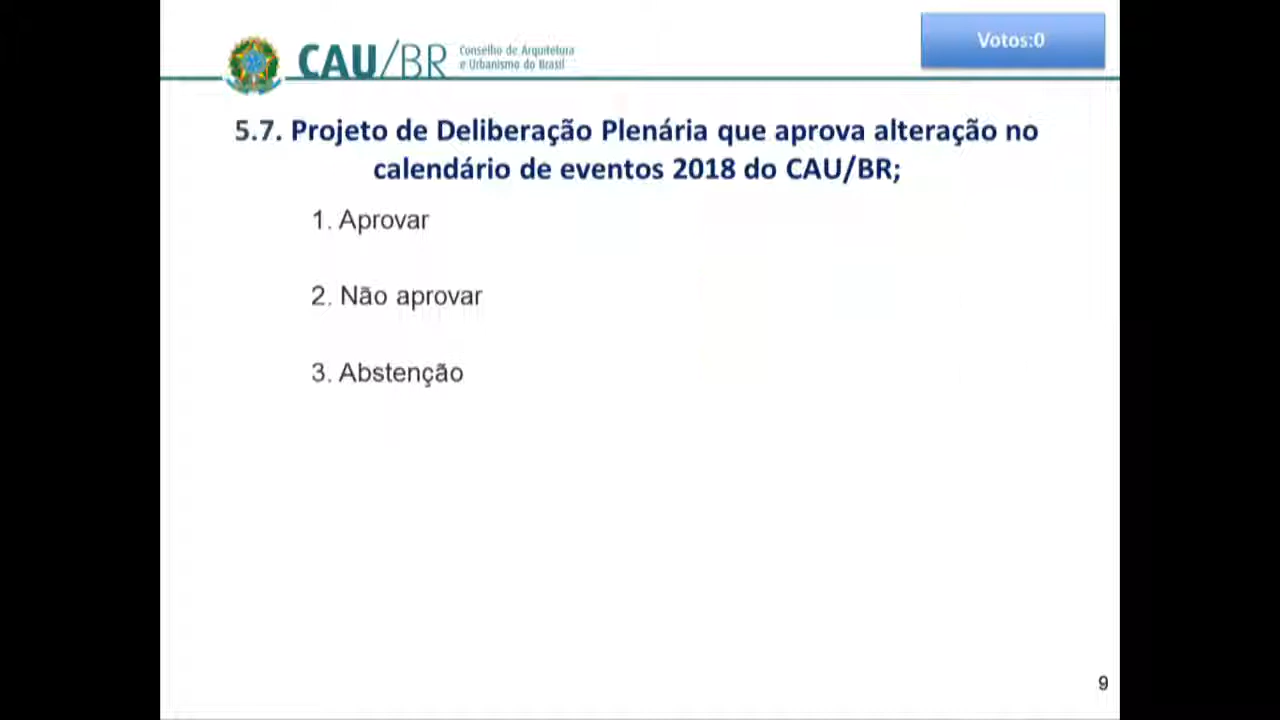 CAU/BR
Conselho de Arquitetura
e Urbanismo do Brasil
Votos:0
5.7. Projeto de Deliberação Plenária que aprova alteração no
calendário de eventos 2018 do CAU/BR;
1. Aprovar
2. Não aprovar
3. Abstenção
9